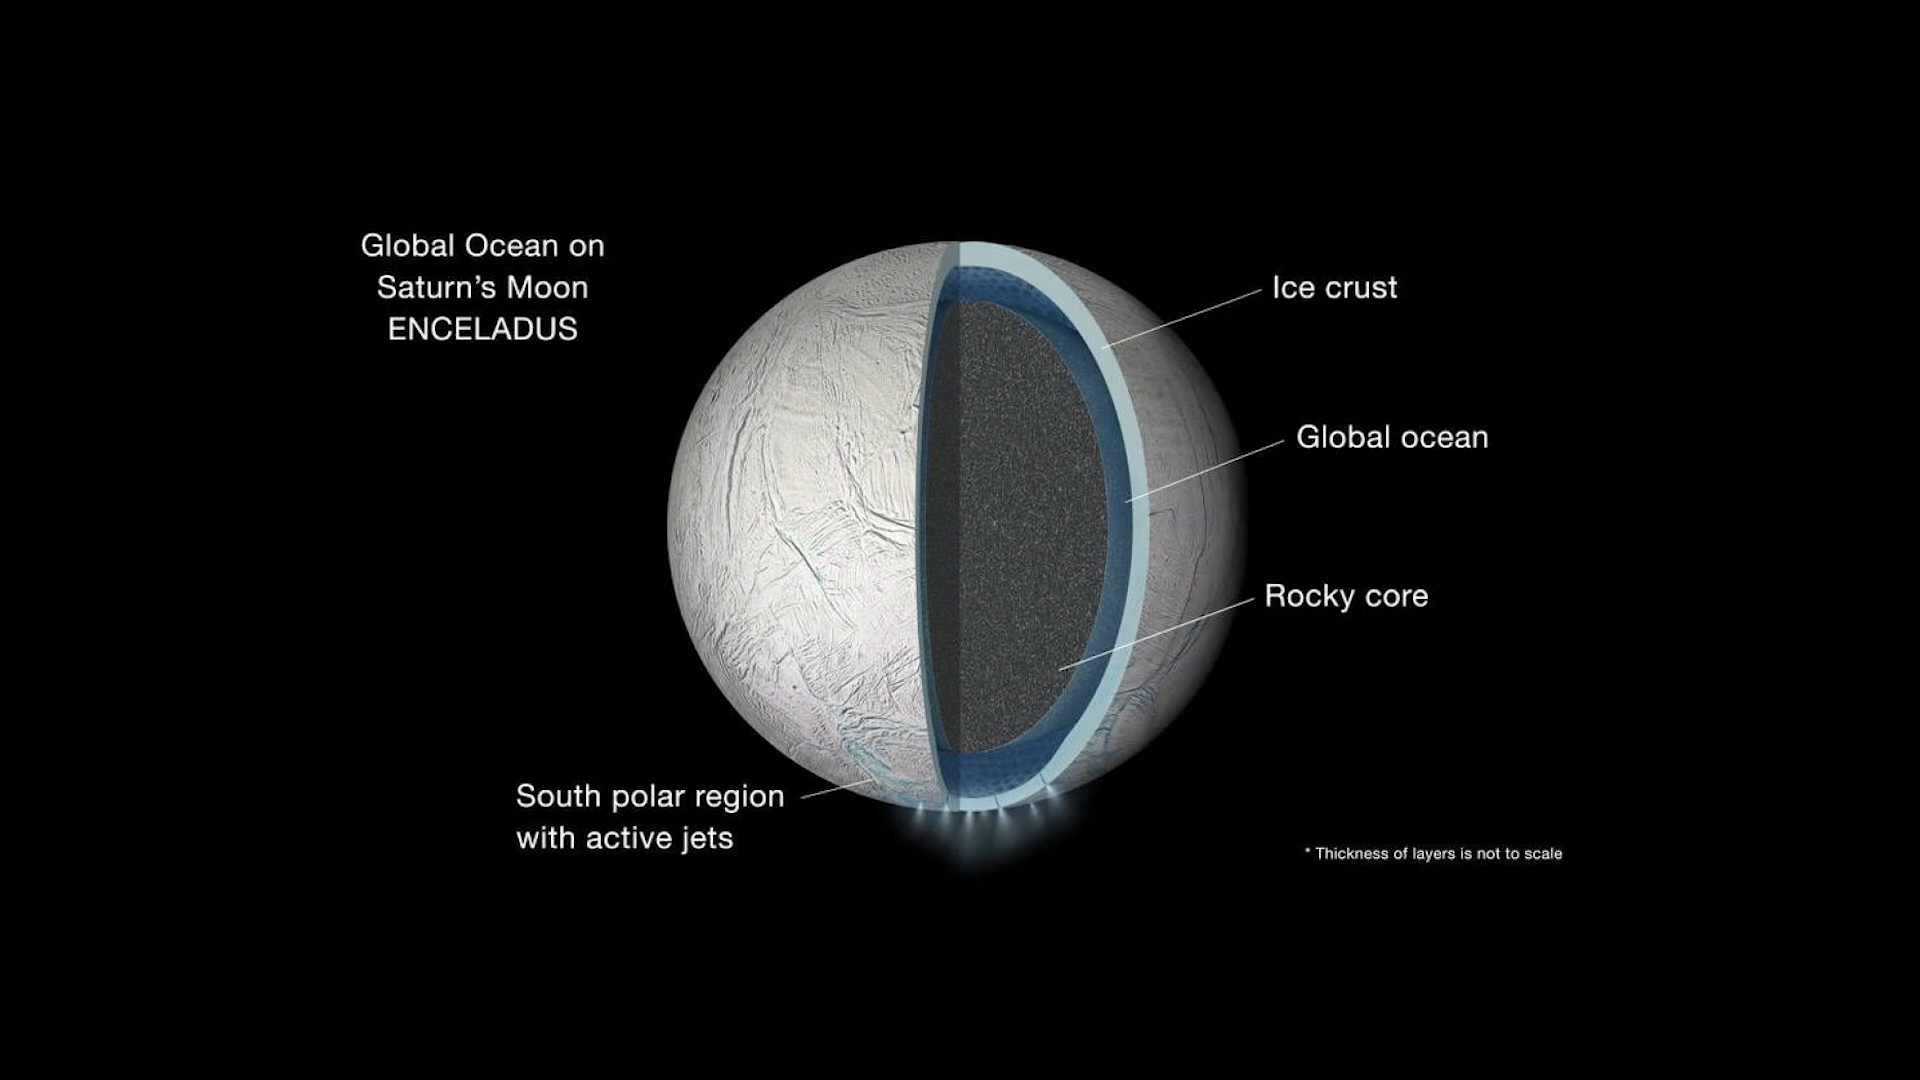 Global Ocean on
Saturn’s Moon
ENCELADUS
Ice crust
Global ocean
Rocky core
South polar region
with active jets
* Thickness of layers is not to scale